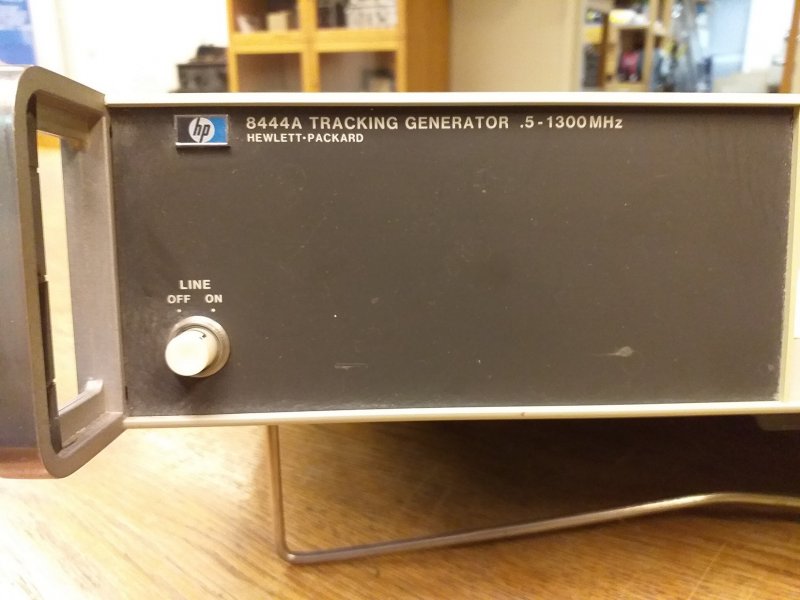 hp
8444A TRACKING GENERATOR .5-1300MHz
HEWLETT·PACKARD
LINE
OFF ON